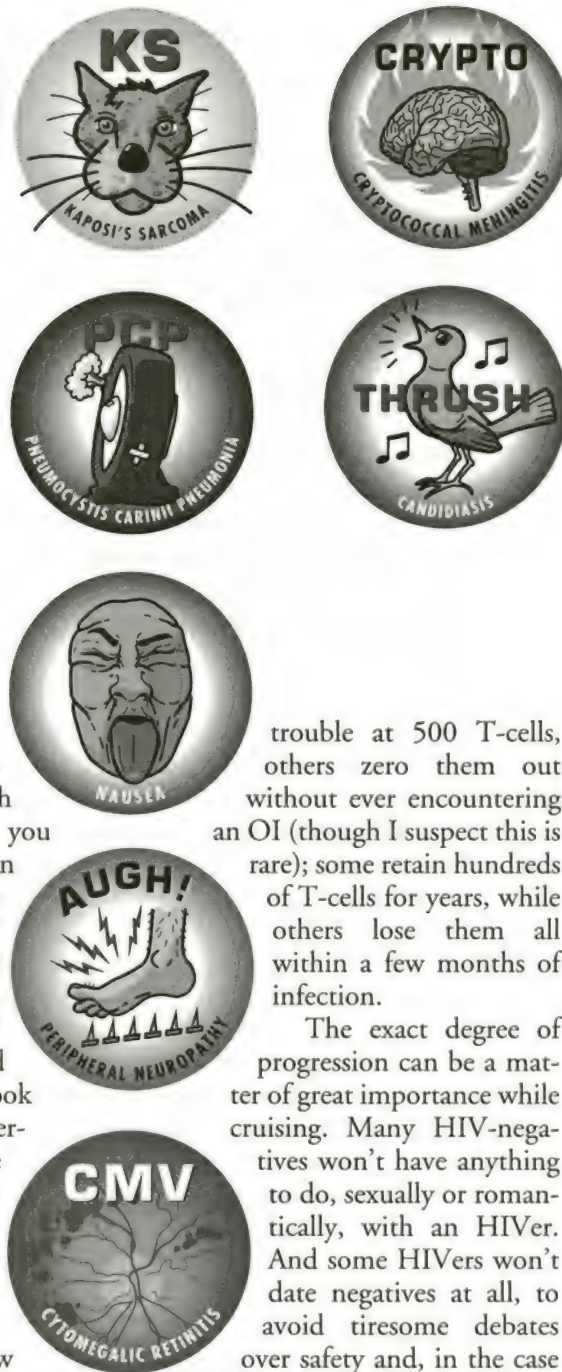 KS
KAPOSI'S SARCOMA
CRYPTO
CRYPTOCOCCAL MENINGITIS
PCP
PNEUMOCYSTIS CARINII PNEUMONIA
THRUSH
CANDIDIASIS
NAUSEA
AUGH!
PERIPHERAL NEUROPATHY
CMV
CYTOMEGALIC RETINITIS
h
you
n
d
ook
er-
w
trouble at 500 T-cells,
others zero them out
without ever encountering
an OI (though I suspect this is
rare); some retain hundreds
of T-cells for years, while
others lose them all
within a few months of
infection.
The exact degree of
progression can be a mat-
ter of great importance while
cruising. Many HIV-nega-
tives won't have anything
to do, sexually or roman-
tically, with an HIVer.
And some HIVers won't
date negatives at all, to
avoid tiresome debates
over safety and, in the case